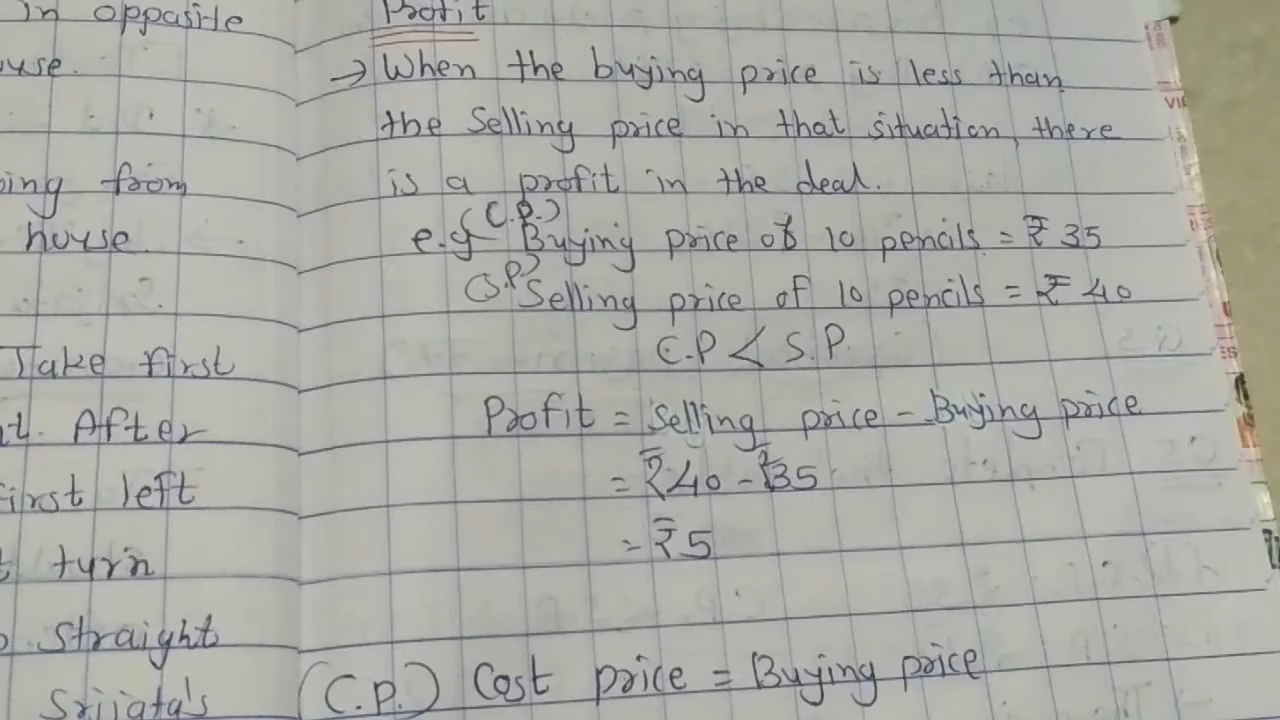 in opposite
use.
ing from
house.
Take first
t. After
first left
turn
Straight
Srijata's
Profit
→ When the buying price is less than
the selling price in that situation, there
is a profit in the deal.
(C.P.)
e.g Buying price of 10 pencils = ₹ 35
(S.P) Selling price of 10 pencils = ₹ 40
C.P < S.P.
Profit = Selling price - Buying price
= ₹40 - ₹35
= ₹5
(C.P.) Cost price = Buying price